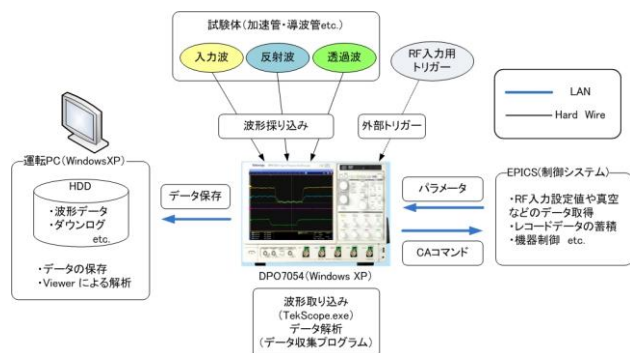 試験体(加速管・導波管etc.)
入力波
反射波
透過波
RF入力用
トリガー
LAN
Hard Wire
波形採り込み
外部トリガー
運転PC(WindowsXP)
HDD
・波形データ
・ダウンログ
etc.
・データの保存
・Viewer による解析
データ保存
パラメータ
CAコマンド
EPICS(制御システム)
・RF入力設定値や真空
などのデータ取得
・レコードデータの蓄積
・機器制御 etc.
DPO7054(Windows XP)
波形取り込み
(TekScope.exe)
データ解析
(データ収集プログラム)